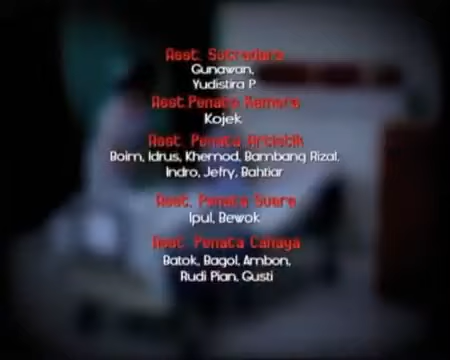 Asst. Sutradara
Gunawan,
Yudistira P
Asst. Penata Kamera
Kojek
Asst. Penata Artistik
Boim, Idrus, Khemod, Bambang Rizal,
Indro, Jefry, Bahtiar
Asst. Penata Suara
Ipul, Bewok
Asst. Penata Cahaya
Batok, Bagol, Ambon,
Rudi Pian, Gusti